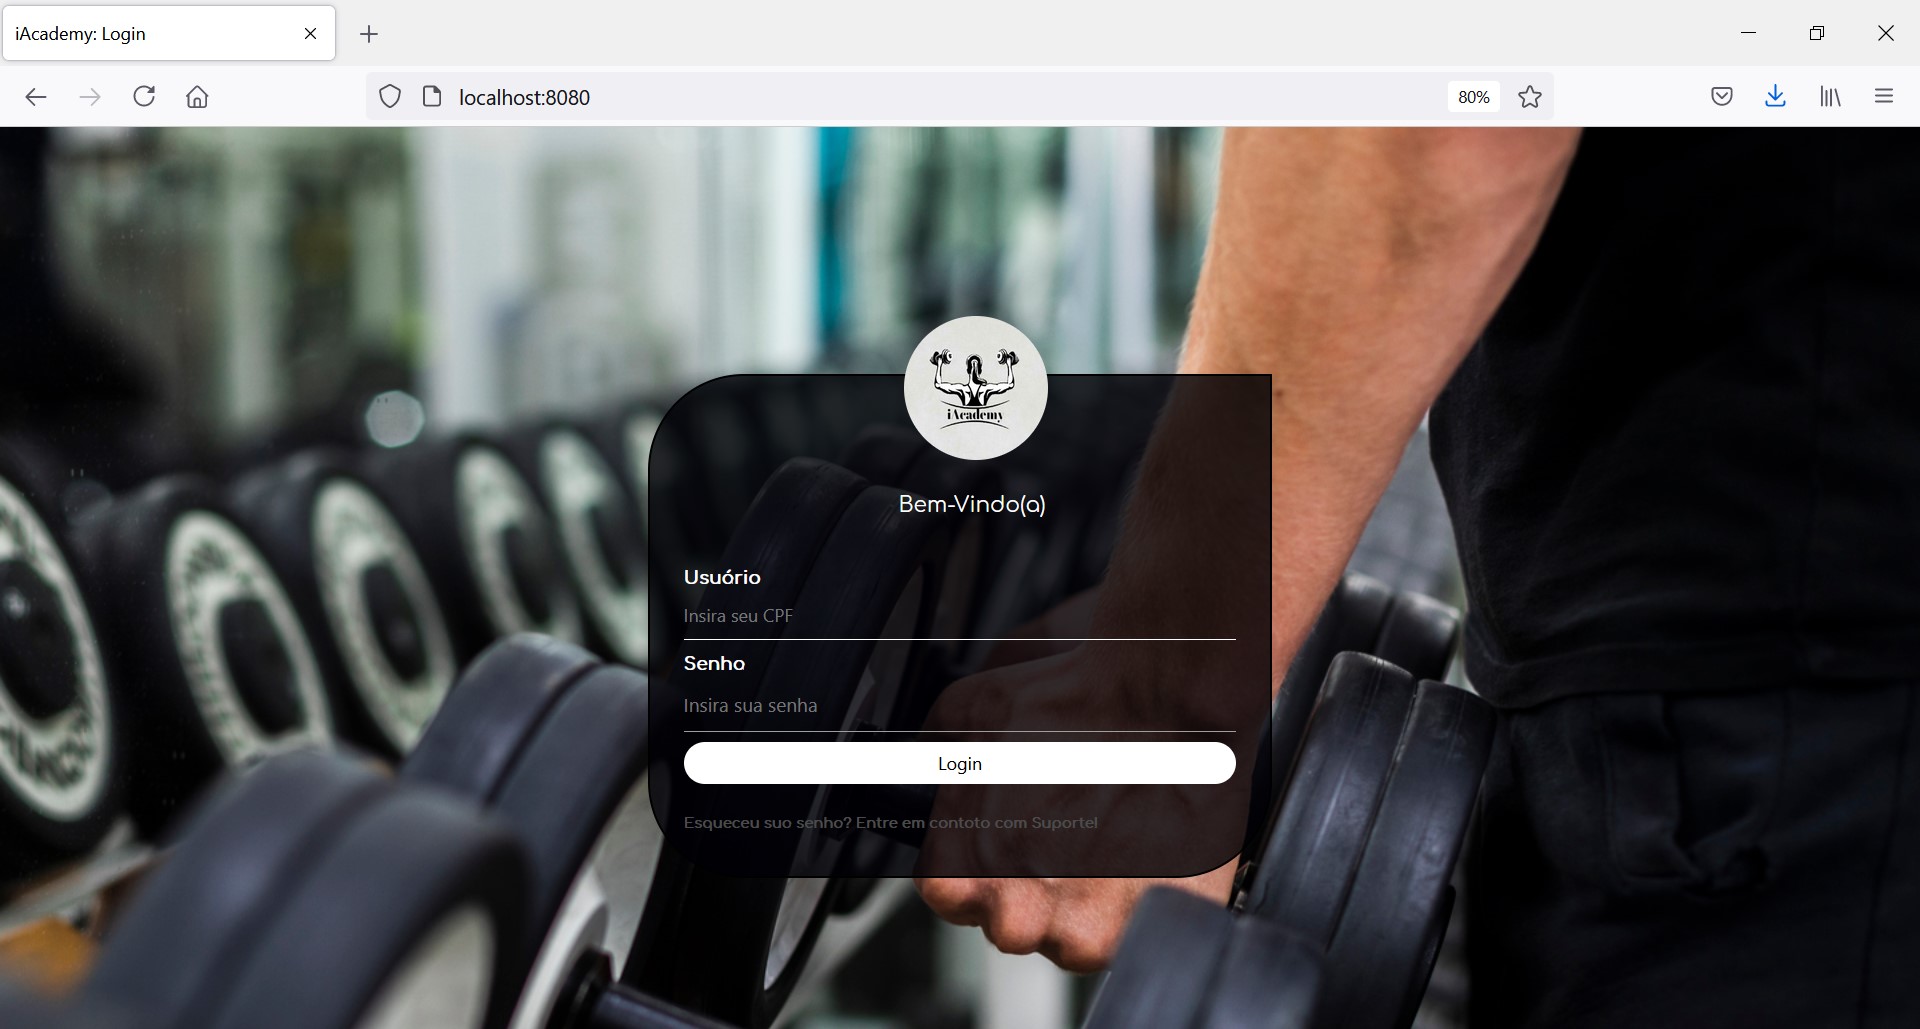 iAcademy: Login
localhost:8080
80%
iAcademy
Bem-Vindo(a)
Usuário
Insira seu CPF
Senha
Insira sua senha
Login
Esqueceu sua senha? Entre em contato com Suporte!